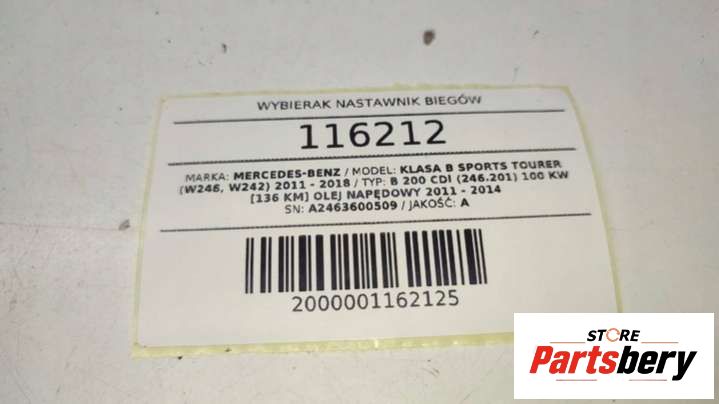 WYBIERAK NASTAWNIK BIEGÓW
116212
MARKA: MERCEDES-BENZ / MODEL: KLASA B SPORTS TOURER
(W246, W242) 2011 - 2018 / TYP: B 200 CDI (246.201) 100 KW
[136 KM] OLEJ NAPĘDOWY 2011 - 2014
SN: A2463600509 / JAKOŚĆ: A
2000001162125
STORE
Partsbery